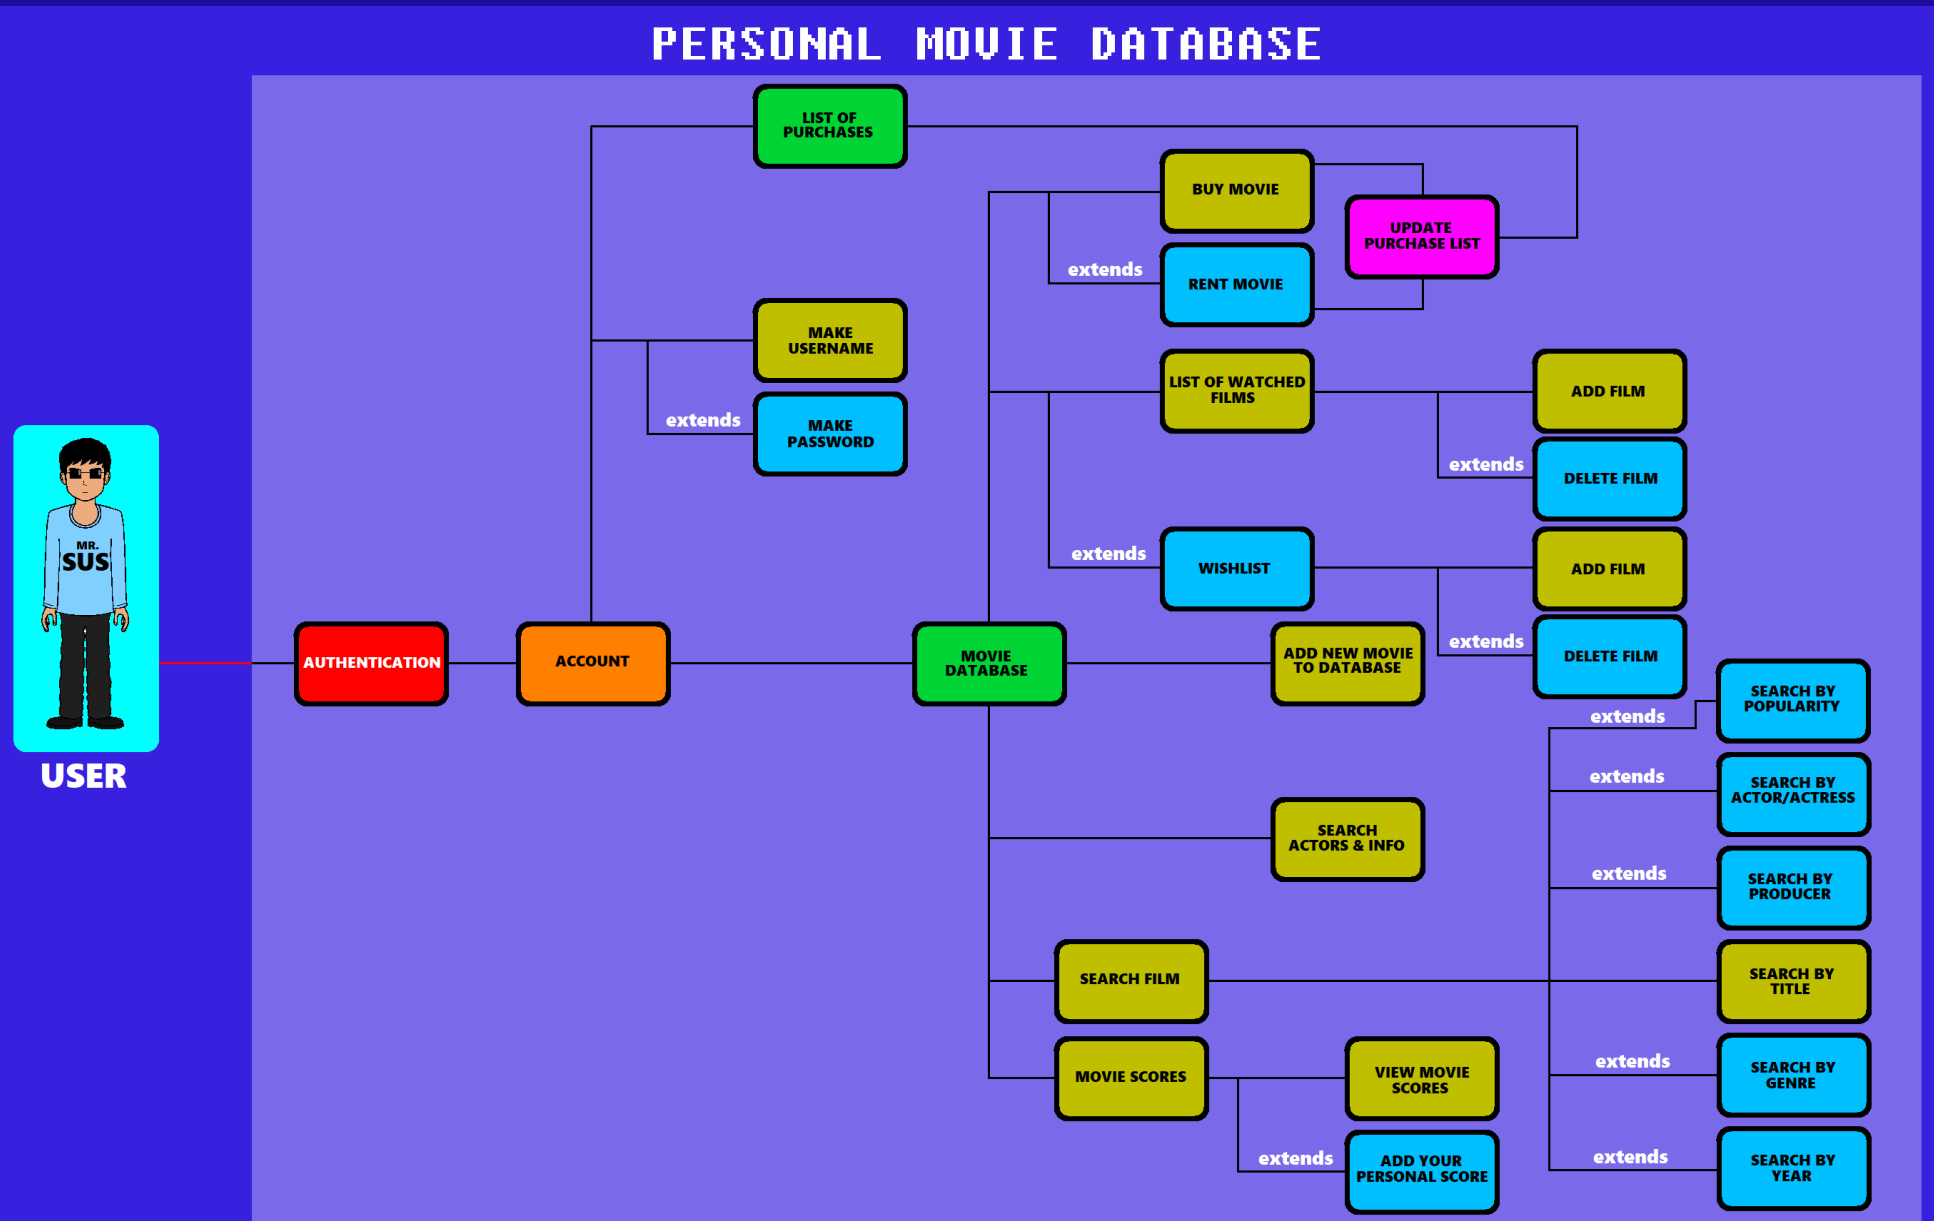 PERSONAL MOVIE DATABASE
LIST OF
PURCHASES
BUY MOVIE
UPDATE
PURCHASE LIST
extends
RENT MOVIE
MAKE
USERNAME
extends
MAKE
PASSWORD
LIST OF WATCHED
FILMS
ADD FILM
extends
DELETE FILM
extends
WISHLIST
ADD FILM
extends
DELETE FILM
MR.
SUS
USER
AUTHENTICATION
ACCOUNT
MOVIE
DATABASE
ADD NEW MOVIE
TO DATABASE
SEARCH
ACTORS & INFO
SEARCH FILM
extends
SEARCH BY
POPULARITY
extends
SEARCH BY
ACTOR/ACTRESS
extends
SEARCH BY
PRODUCER
SEARCH BY
TITLE
extends
SEARCH BY
GENRE
extends
SEARCH BY
YEAR
MOVIE SCORES
VIEW MOVIE
SCORES
extends
ADD YOUR
PERSONAL SCORE